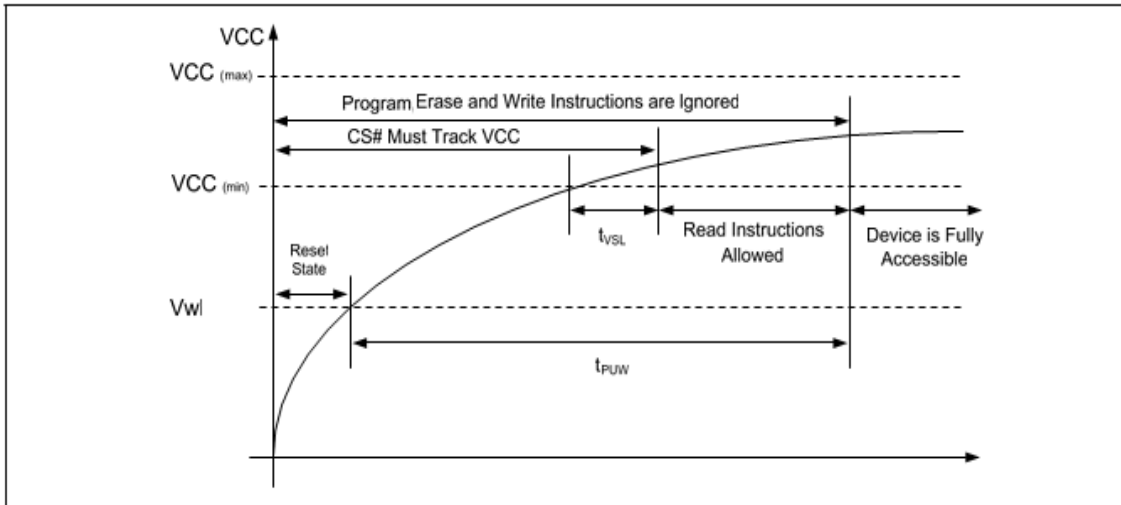 VCC
VCC (max)
Program, Erase and Write Instructions are Ignored
CS# Must Track VCC
VCC (min)
tVSL
Read Instructions
Allowed
Device is Fully
Accessible
Reset
State
Vwl
tPUW